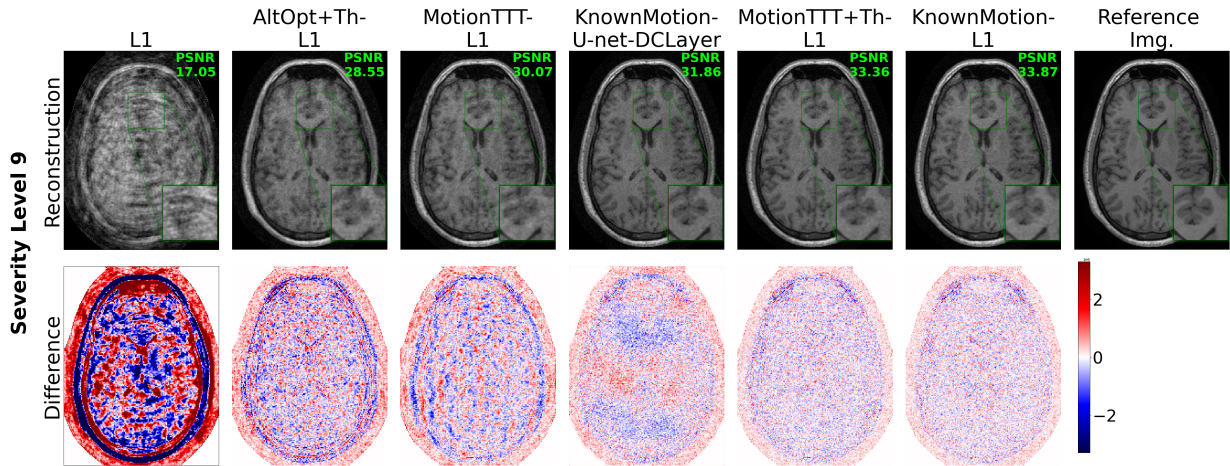 L1
AltOpt+Th-
L1
MotionTTT-
L1
KnownMotion-
U-net-DCLayer
MotionTTT+Th-
L1
KnownMotion-
L1
Reference
Img.
Severity Level 9
Reconstruction
PSNR
17.05
PSNR
28.55
PSNR
30.07
PSNR
31.86
PSNR
33.36
PSNR
33.87
Difference
2
0
−2